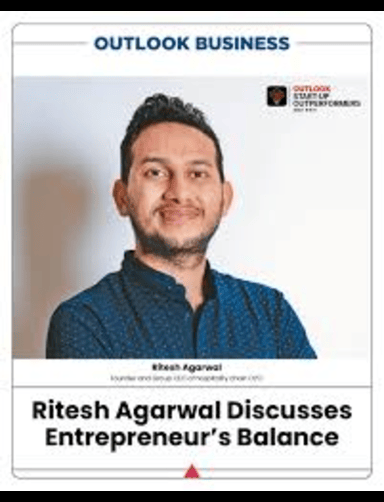 OUTLOOK BUSINESS
OUTLOOK
START-UP
OUTPERFORMERS
Ritesh Agarwal
Founder and Group CEO of hospitality chain OYO
Ritesh Agarwal Discusses
Entrepreneur's Balance